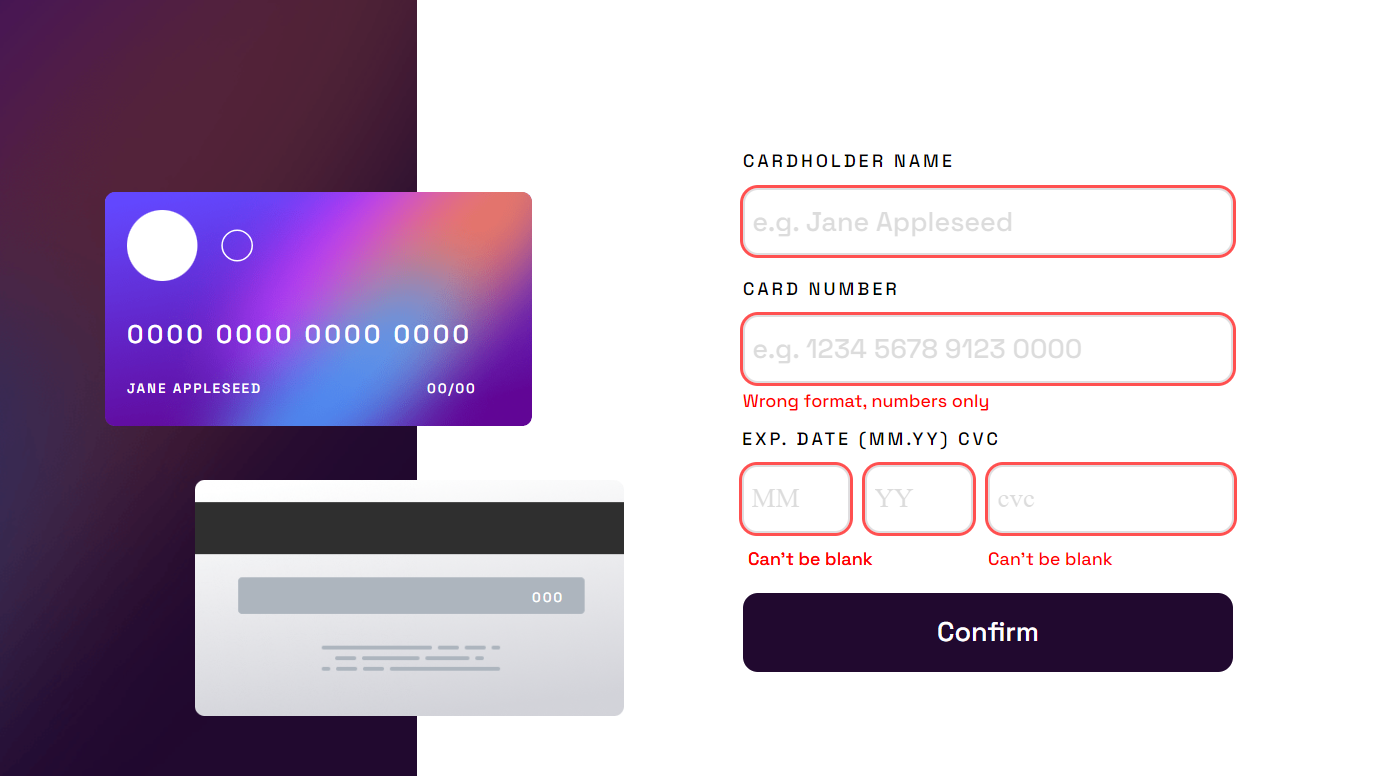 0000 0000 0000 0000
JANE APPLESEED 00/00
000
CARDHOLDER NAME
e.g. Jane Appleseed
CARD NUMBER
e.g. 1234 5678 9123 0000
Wrong format, numbers only
EXP. DATE (MM.YY) CVC
MM YY cvc
Can't be blank Can't be blank
Confirm